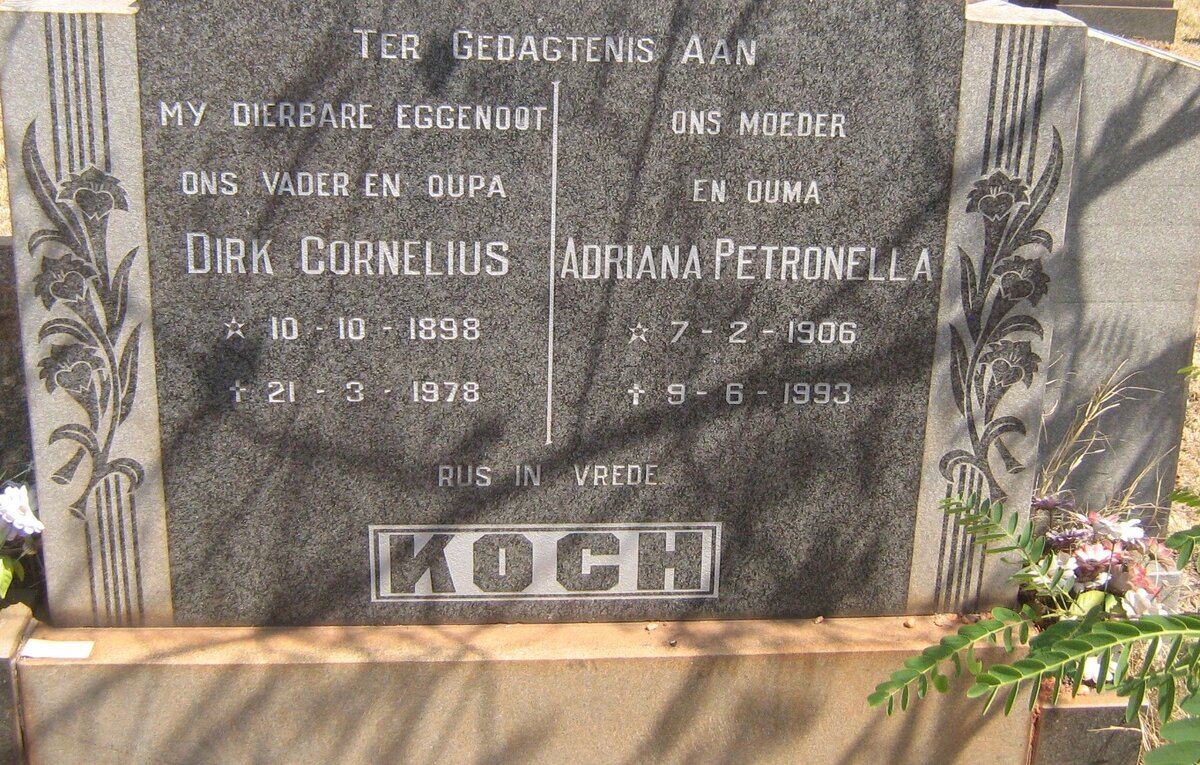 TER GEDAGTENIS AAN
MY DIERBARE EGGENOOT
ONS VADER EN OUPA
DIRK CORNELIUS
☆ 10 - 10 - 1898
✝ 21 - 3 - 1978
ONS MOEDER
EN OUMA
ADRIANA PETRONELLA
☆ 7 - 2 - 1906
✝ 9 - 6 - 1993
RUS IN VREDE
KOCH